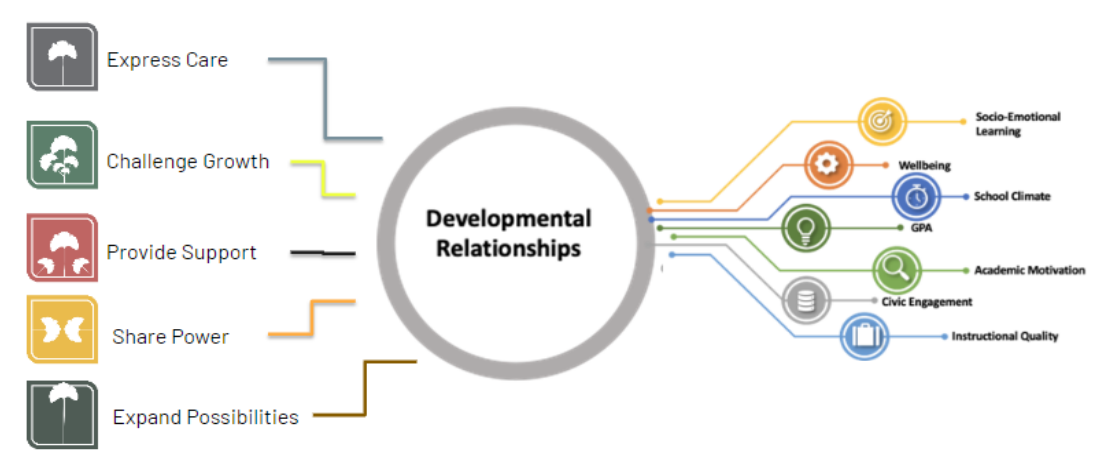 Express Care
Challenge Growth
Provide Support
Share Power
Expand Possibilities
Developmental
Relationships
Socio-Emotional
Learning
Wellbeing
School Climate
GPA
Academic Motivation
Civic Engagement
Instructional Quality